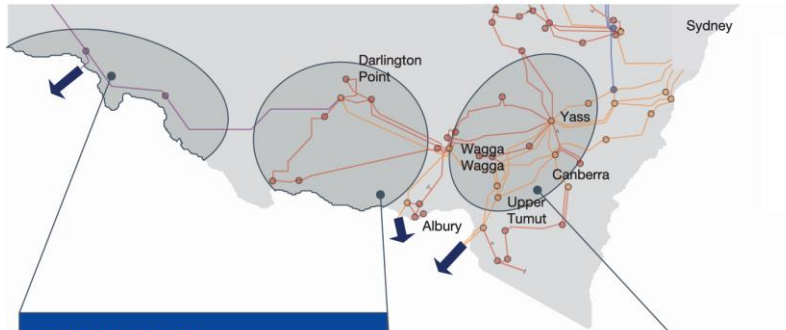 Sydney
Darlington
Point
Yass
Wagga
Wagga
Canberra
Upper
Tumut
Albury